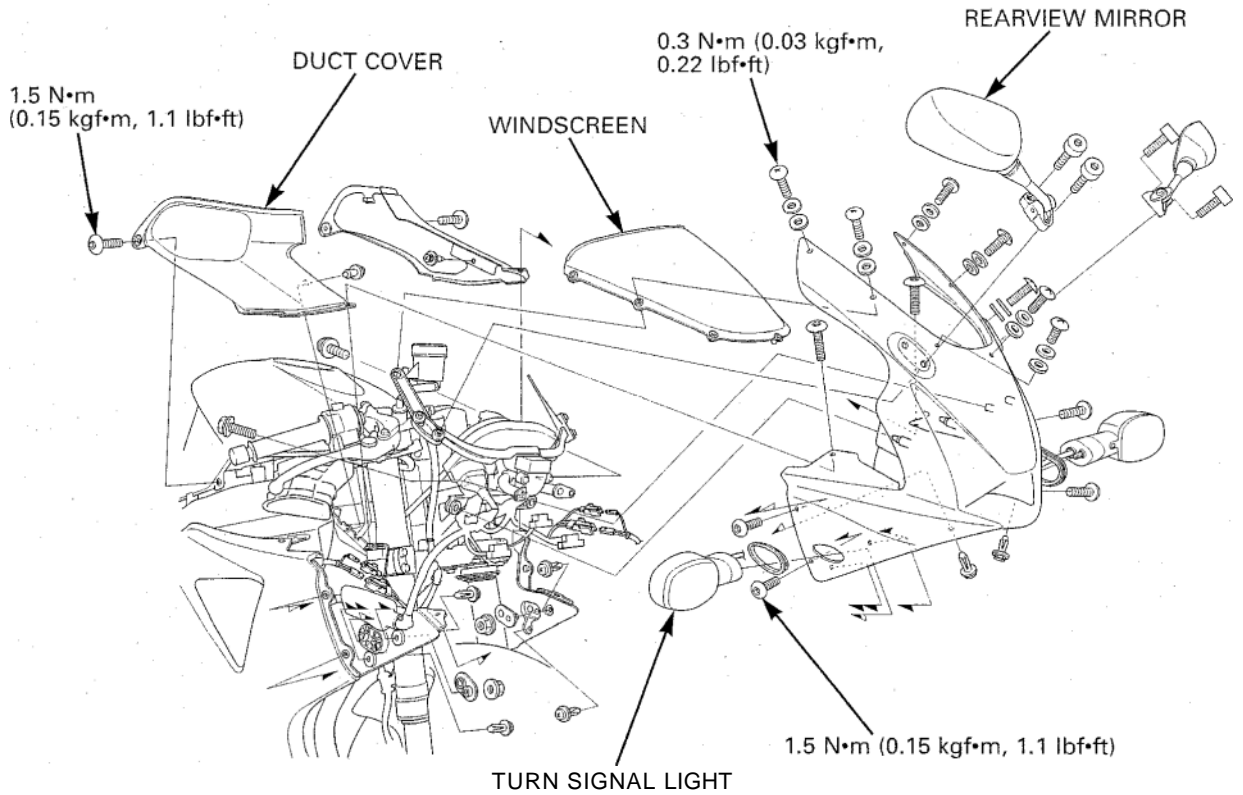 REARVIEW MIRROR
0.3 N•m (0.03 kgf•m,
0.22 lbf•ft)
DUCT COVER
1.5 N•m
(0.15 kgf•m, 1.1 lbf•ft)
WINDSCREEN
1.5 N•m (0.15 kgf•m, 1.1 lbf•ft)
TURN SIGNAL LIGHT